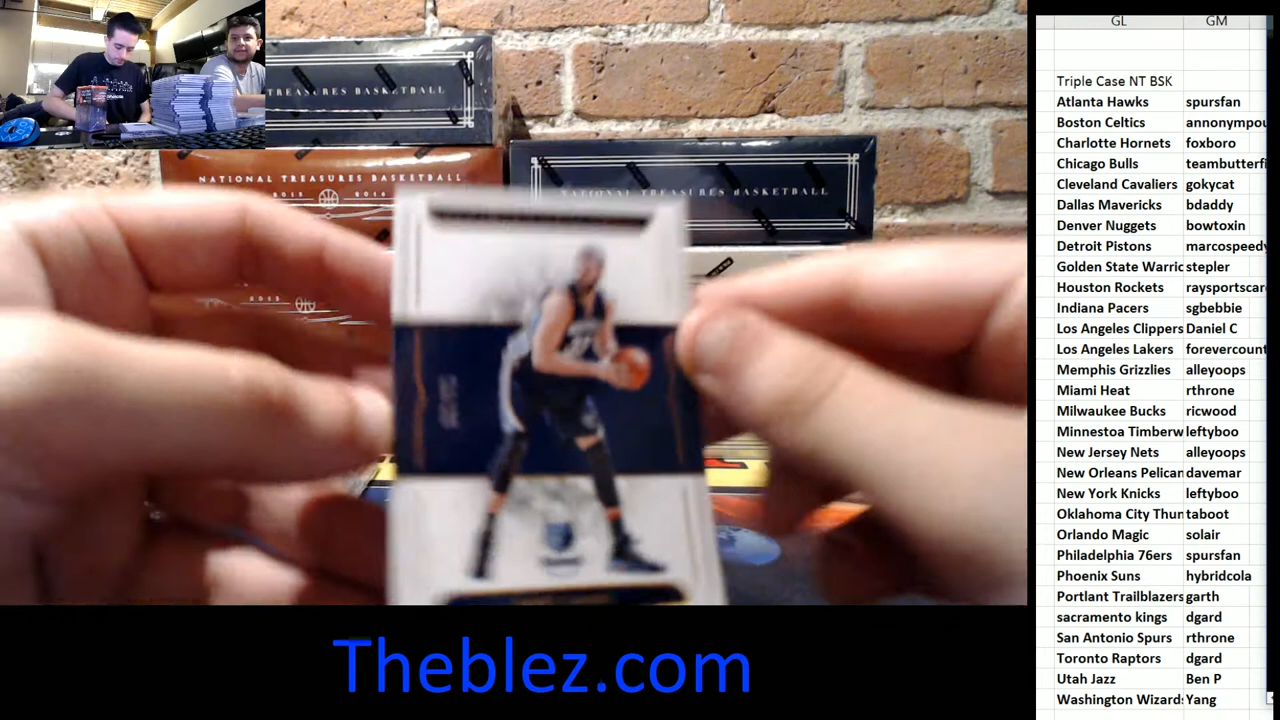 TREASURES BASKETBALL
NATIONAL TREASURES BASKETBALL
NATIONAL TREASURES BASKETBALL
Theblez.com
GL GM
Triple Case NT BSK
Atlanta Hawks spursfan
Boston Celtics annonympou
Charlotte Hornets foxboro
Chicago Bulls teambutterfi
Cleveland Cavaliers gokycat
Dallas Mavericks bdaddy
Denver Nuggets bowtoxin
Detroit Pistons marcospeedy
Golden State Warric stepler
Houston Rockets raysportscar
Indiana Pacers sgbebbie
Los Angeles Clippers Daniel C
Los Angeles Lakers forevercount
Memphis Grizzlies alleyoops
Miami Heat rthrone
Milwaukee Bucks ricwood
Minnestoa Timberw leftyboo
New Jersey Nets alleyoops
New Orleans Pelican davemar
New York Knicks leftyboo
Oklahoma City Thun taboot
Orlando Magic solair
Philadelphia 76ers spursfan
Phoenix Suns hybridcola
Portlant Trailblazers garth
sacramento kings dgard
San Antonio Spurs rthrone
Toronto Raptors dgard
Utah Jazz Ben P
Washington Wizards Yang